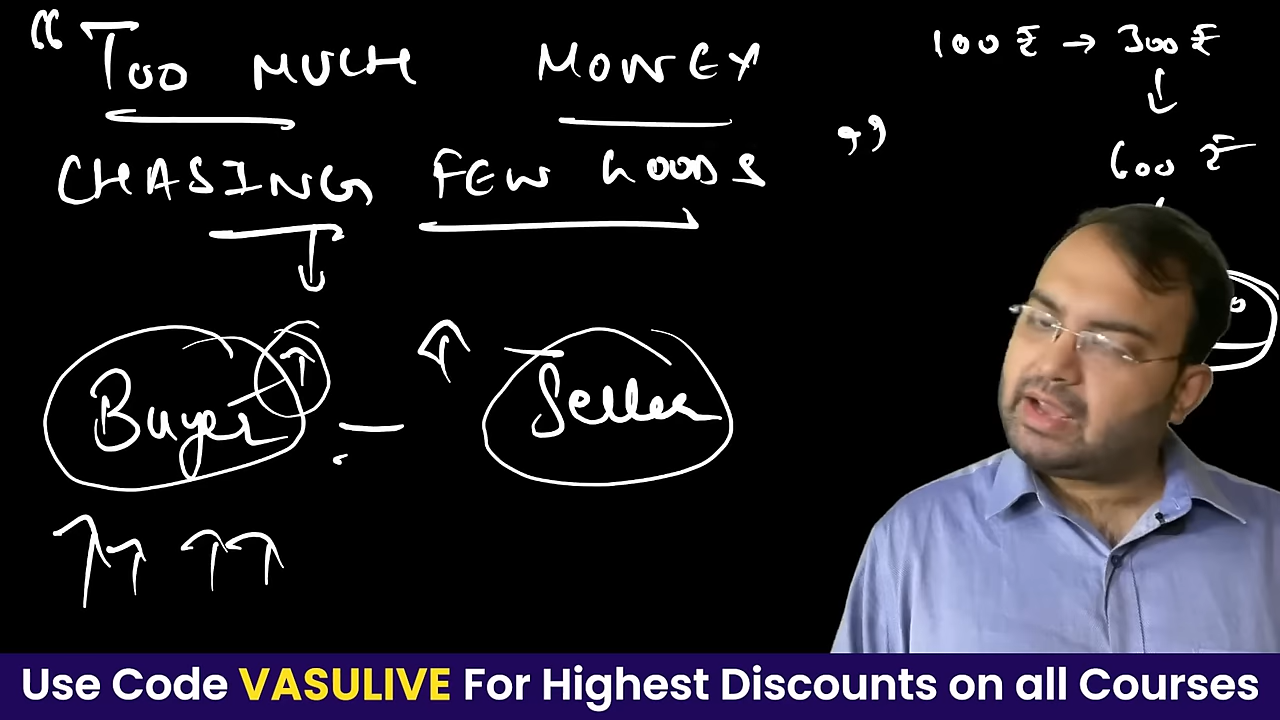 “ TOO MUCH MONEY
CHASING FEW GOODS ”
100 ₹ → 300 ₹
↓
600 ₹
↓
Buyer ↑ — ↑ — Seller
↑↑ ↑↑
Use Code VASULIVE For Highest Discounts on all Courses